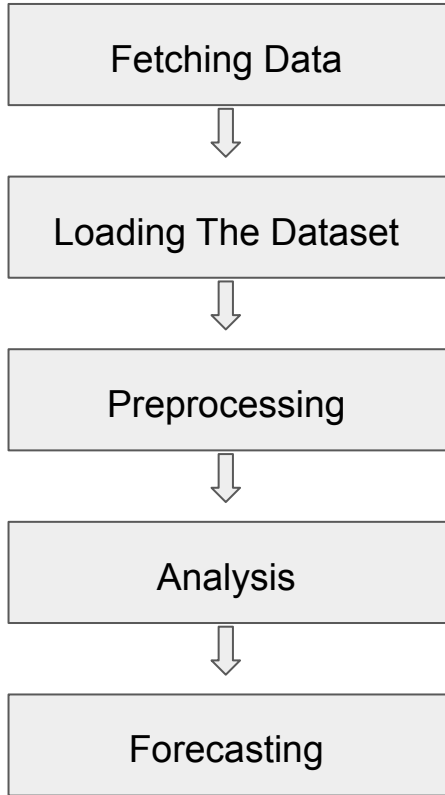 Fetching Data
Loading The Dataset
Preprocessing
Analysis
Forecasting